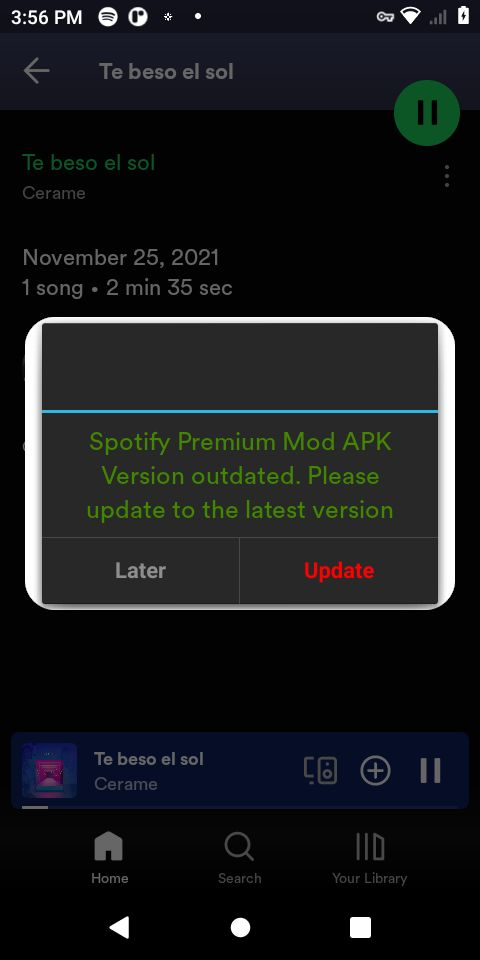 3:56 PM
Te beso el sol
Te beso el sol
Cerame
November 25, 2021
1 song • 2 min 35 sec
Spotify Premium Mod APK
Version outdated. Please
update to the latest version
Later
Update
Te beso el sol
Cerame
Home
Search
Your Library